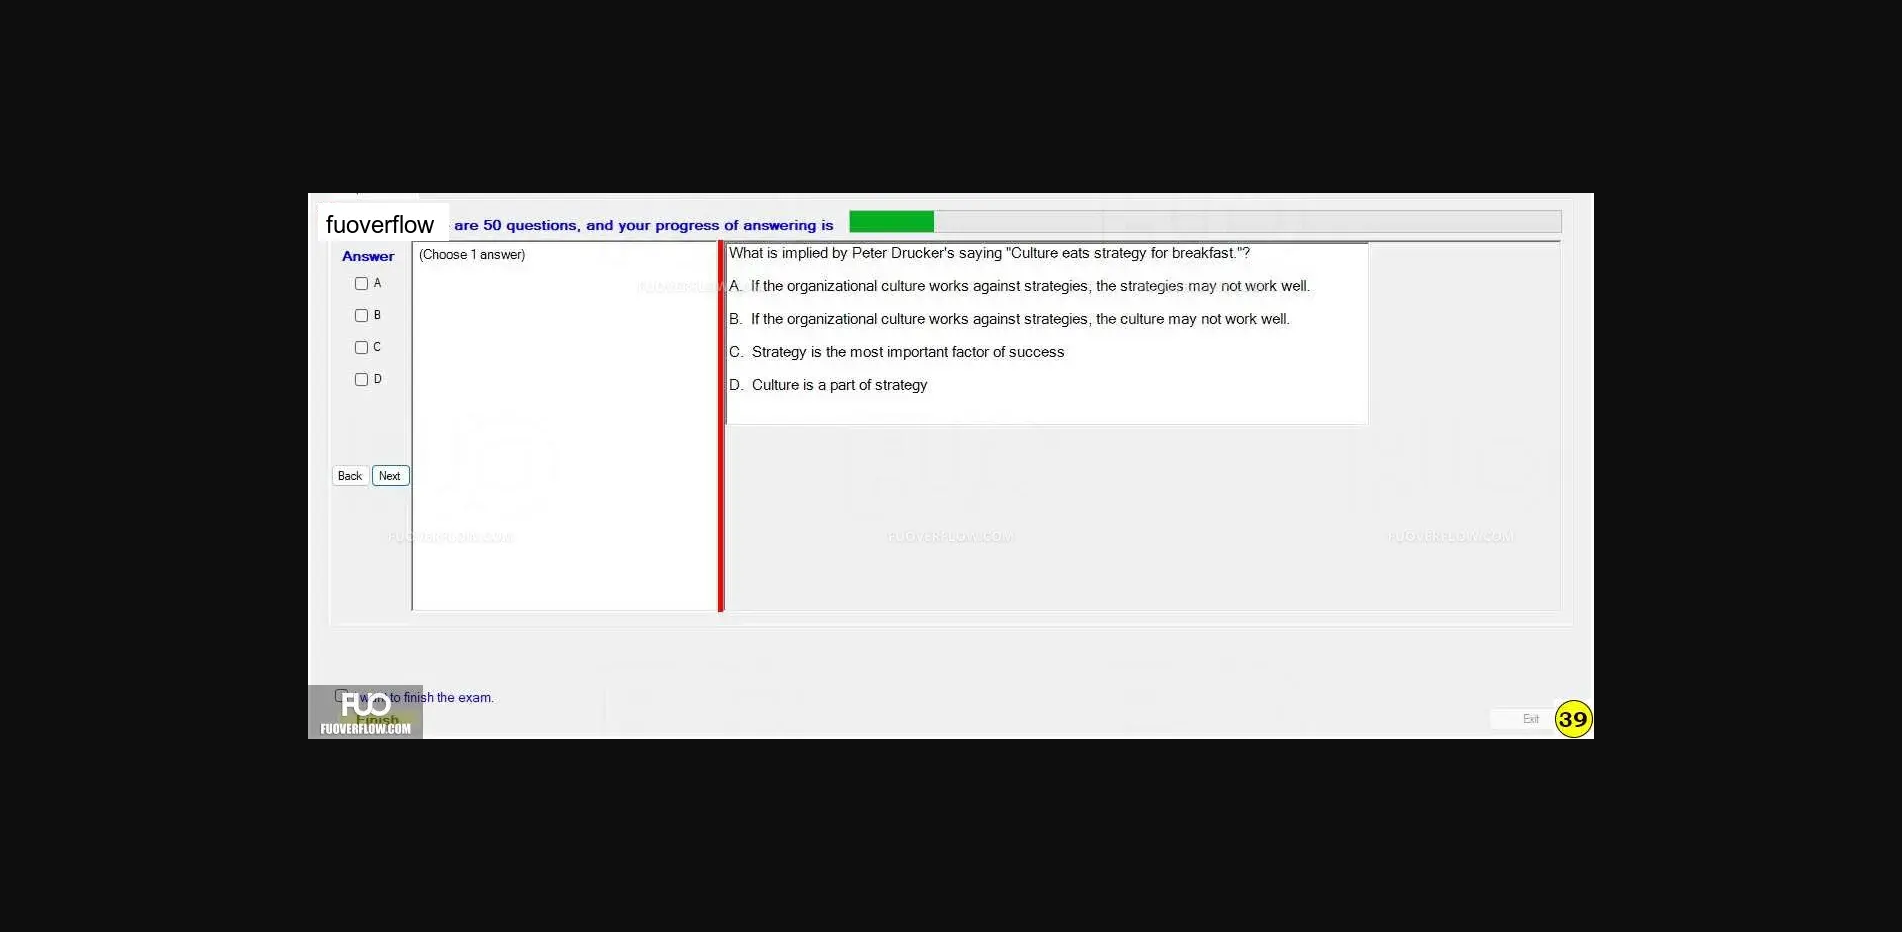 fuoverflow are 50 questions, and your progress of answering is
Answer
(Choose 1 answer)
A
B
C
D
Back Next
What is implied by Peter Drucker's saying "Culture eats strategy for breakfast."?
A. If the organizational culture works against strategies, the strategies may not work well.
B. If the organizational culture works against strategies, the culture may not work well.
C. Strategy is the most important factor of success
D. Culture is a part of strategy
FUOVERFLOW.COM
FUOVERFLOW.COM
FUOVERFLOW.COM
want to finish the exam.
Finish
FUO
FUOVERFLOW.COM
Exit
39